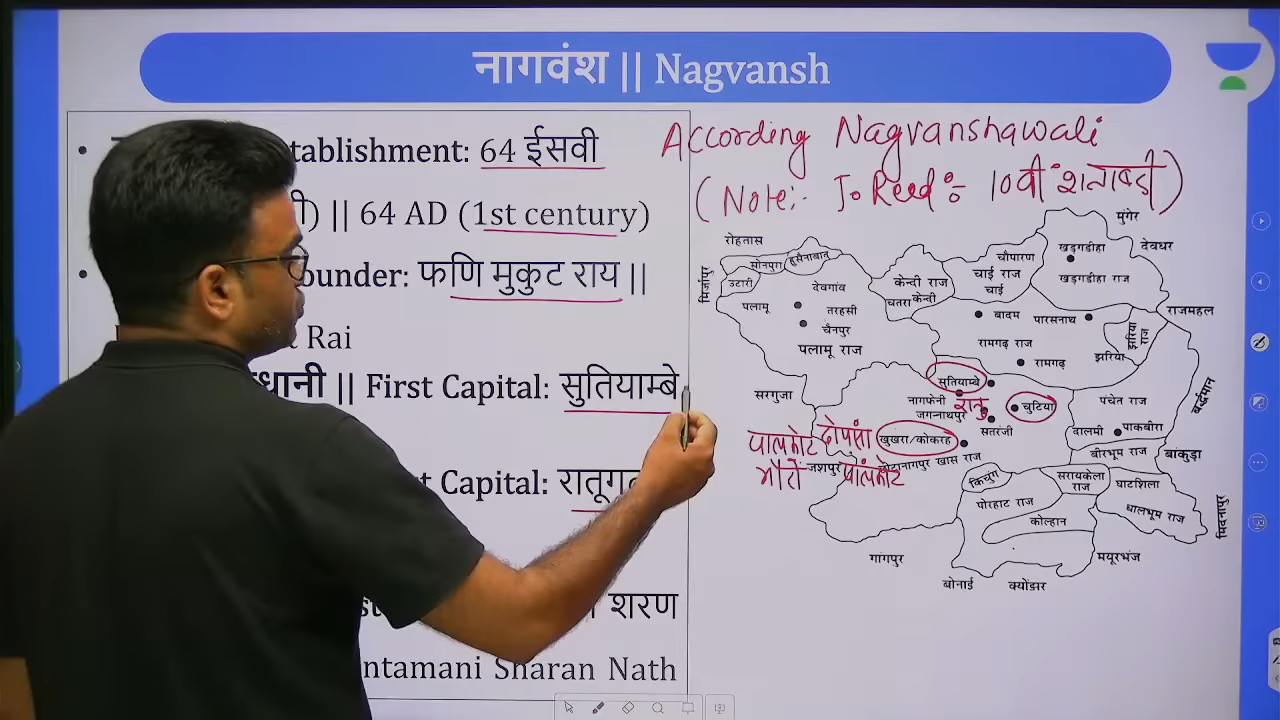 नागवंश || Nagvansh
tablishment: 64 ईसवी
|| 64 AD (1st century)
ounder: फणि मुकुट राय ||
Rai
धानी || First Capital: सुतियाम्बे
t Capital: रातूग
शरण
ntamani Sharan Nath
According Nagvanshawali
(Note:- J. Reed :- 10वीं शताब्दी)
मुंगेर
रोहतास
देवघर
खड़गडीहा
चौपारण
हुसैनाबाद
सोनपुरा
मिर्जापुर
उटारी
चाई राज
चाई
खड़गडीहा राज
केन्दी राज
देवगांव
चतरा
केन्दी
पलामू
तरहसी
बादम
पारसनाथ
राजमहल
चैनपुर
झरिया राज
पलामू राज
रामगढ़ राज
झरिया
रामगढ़
सुतियाम्बे
सरगुजा
बर्द्धमान
नागफेनी
रातू
चुटिया
पंचेत राज
जगन्नाथपुर
सतरंजी
पालकोट
दोयसा
खुखरा/कोकरह
वालमी
पाकबीरा
बीरभूम राज
बांकुड़ा
भौरों
जशपुर
पालकोट
छोटानागपुर खास राज
सरायकेला राज
घाटशिला
पोरहाट राज
धालभूम राज
मिदनापुर
कोल्हान
गांगपुर
मयूरभंज
बोनाई
क्योंझर